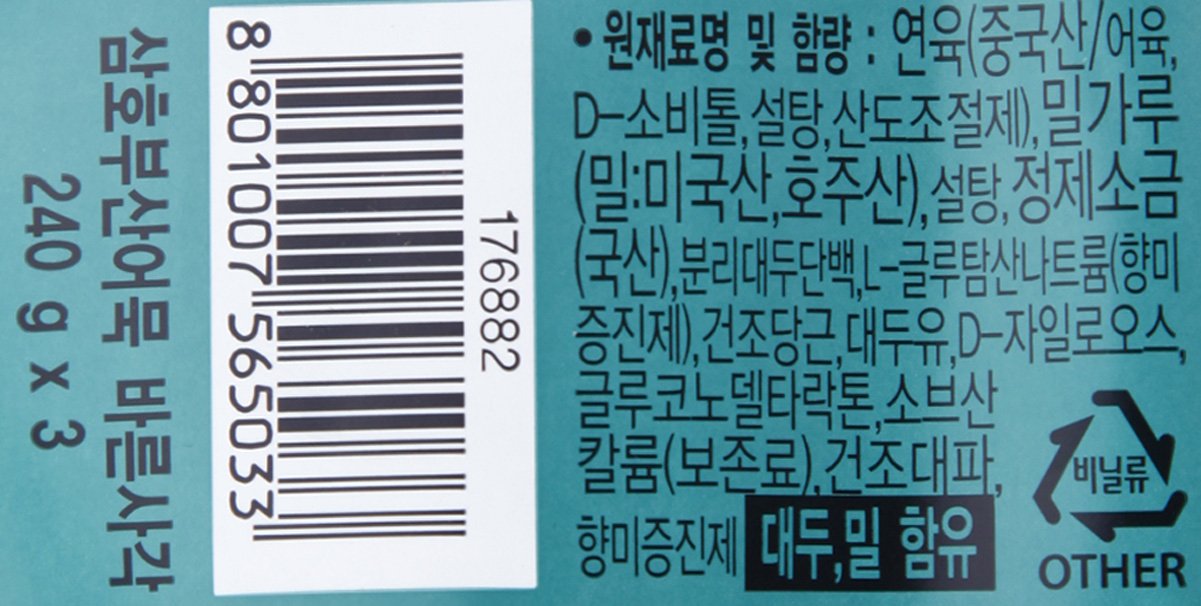 삼호부산어묵 바른사각
240 g x 3
8 801007 565033
176882
• 원재료명 및 함량 : 연육(중국산/어육,
D-소비톨,설탕,산도조절제),밀가루
(밀:미국산,호주산),설탕,정제소금
(국산),분리대두단백,L-글루탐산나트륨(향미
증진제),건조당근,대두유,D-자일로오스,
글루코노델타락톤,소브산
칼륨(보존료),건조대파,
향미증진제 대두,밀 함유
비닐류
OTHER